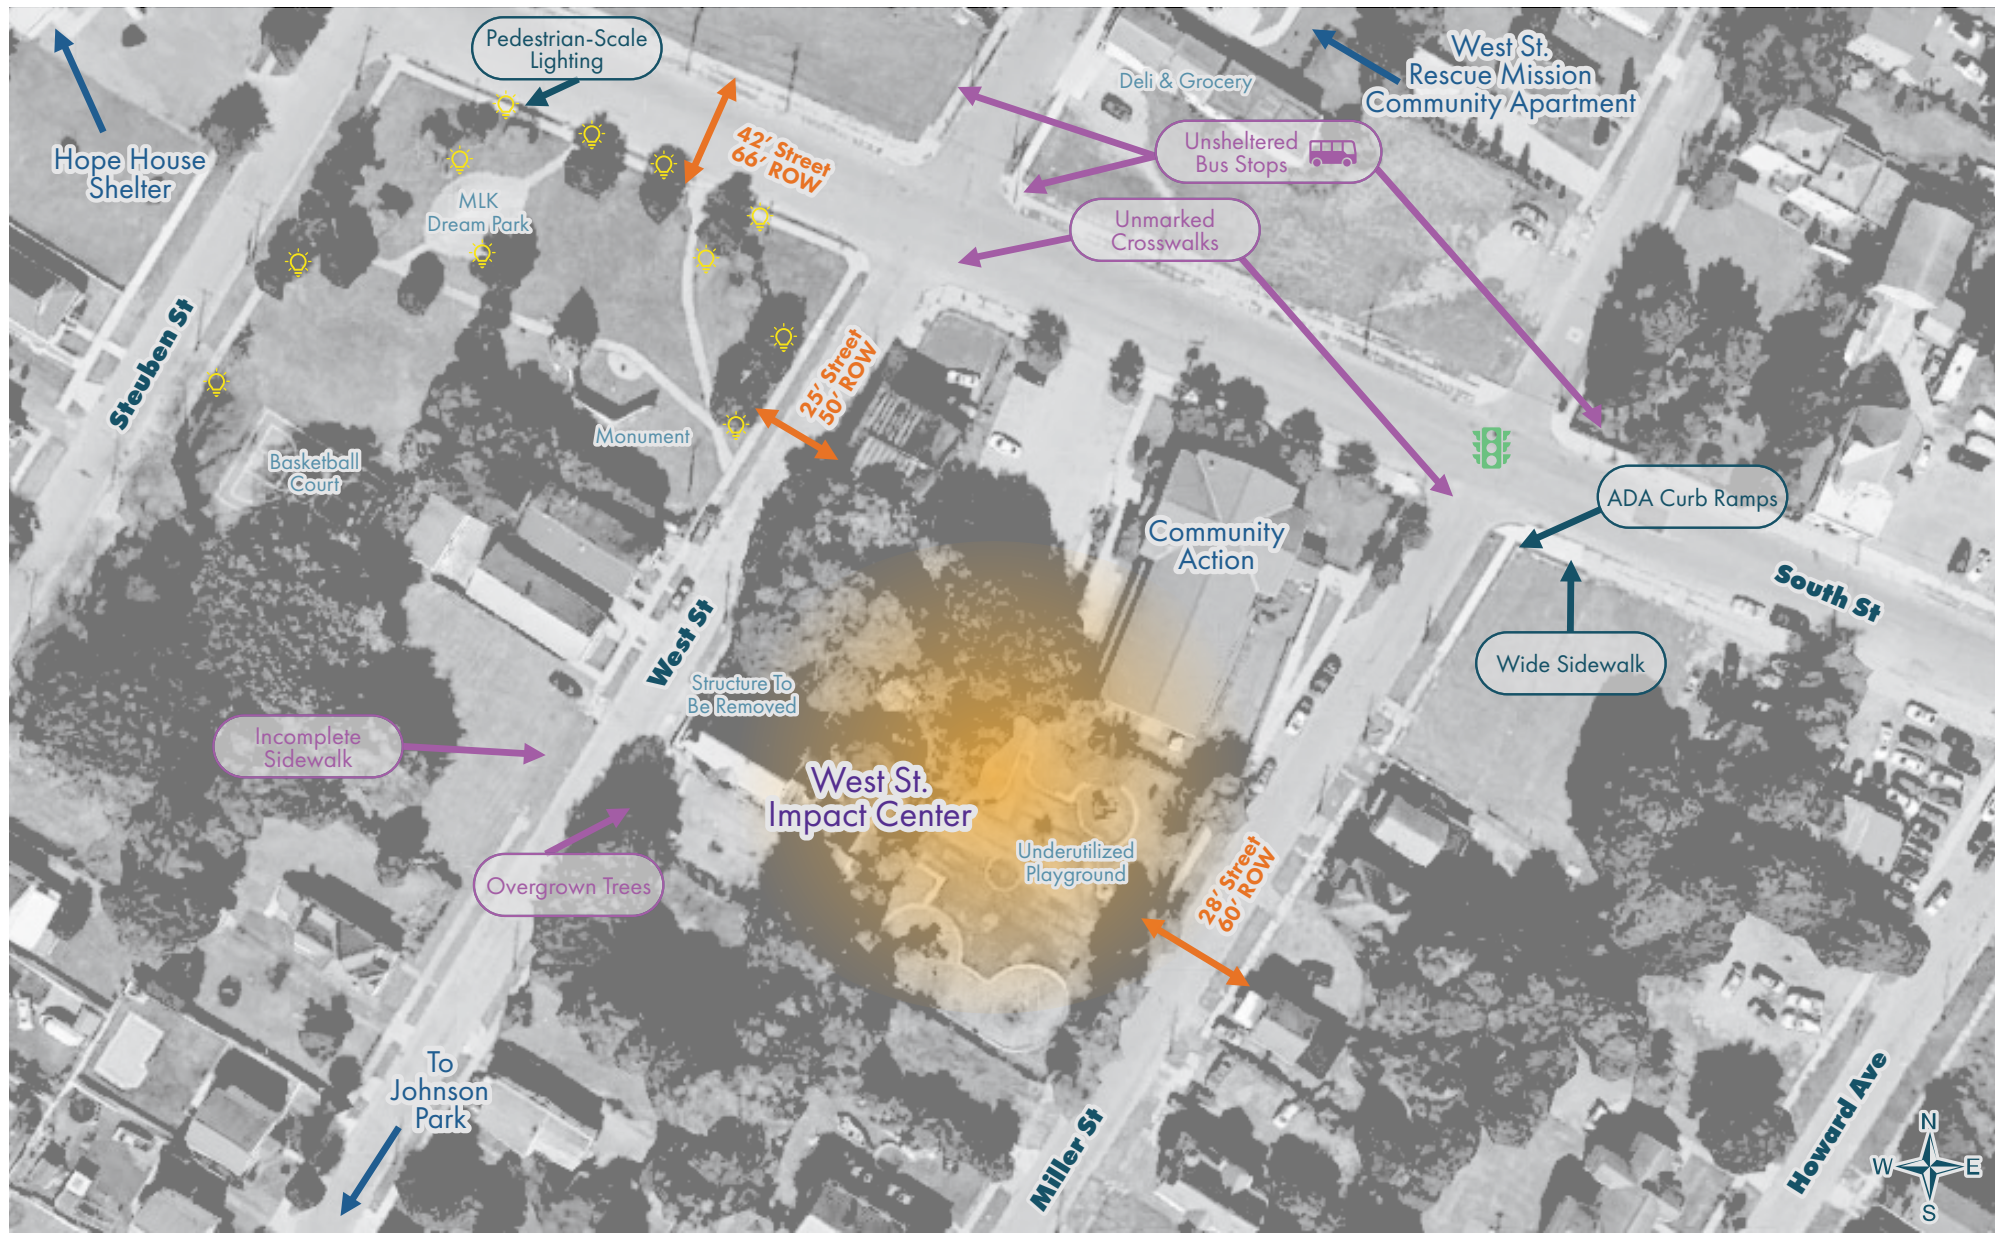 Pedestrian-Scale
Lighting
Hope House
Shelter
MLK
Dream Park
42' Street
66' ROW
Deli & Grocery
West St.
Rescue Mission
Community Apartment
Unsheltered
Bus Stops
Unmarked
Crosswalks
Steuben St
25' Street
50' ROW
Monument
Basketball
Court
Community
Action
ADA Curb Ramps
South St
Wide Sidewalk
West St
Structure To
Be Removed
Incomplete
Sidewalk
West St.
Impact Center
Underutilized
Playground
Overgrown Trees
28' Street
60' ROW
To
Johnson
Park
Miller St
Howard Ave
N
W
E
S